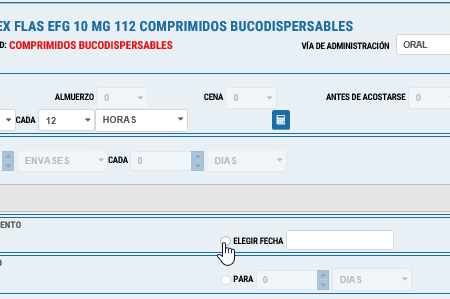 EX FLAS EFG 10 MG 112 COMPRIMIDOS BUCODISPERSABLES
D: COMPRIMIDOS BUCODISPERSABLES VÍA DE ADMINISTRACIÓN ORAL
ALMUERZO 0 CENA 0 ANTES DE ACOSTARSE 0
CADA 12 HORAS
ENVASES CADA 0 DIAS
ENTO
ELEGIR FECHA
O
PARA 0 DIAS